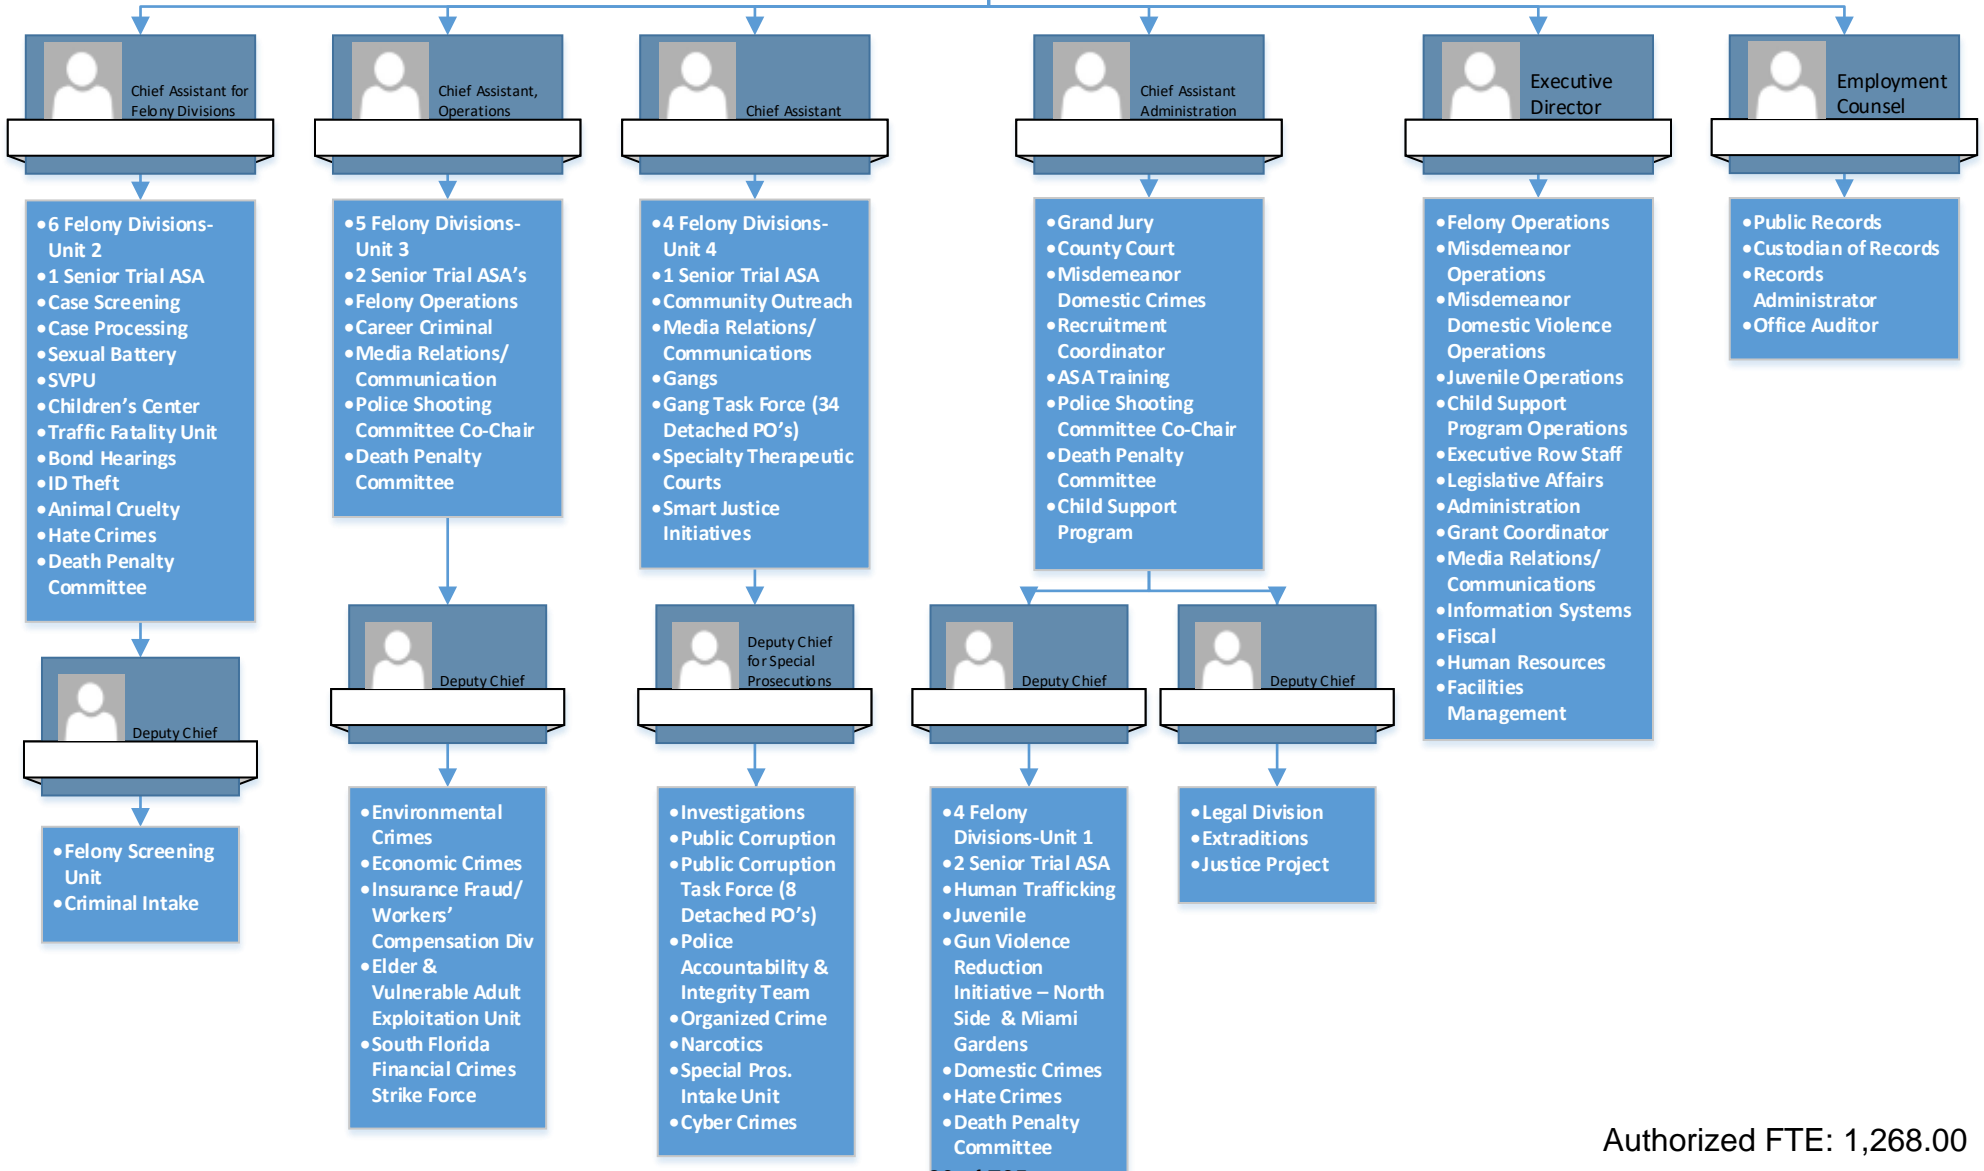 Chief Assistant for
Felony Divisions
•6 Felony Divisions-
Unit 2
•1 Senior Trial ASA
•Case Screening
•Case Processing
•Sexual Battery
•SVPU
•Children's Center
•Traffic Fatality Unit
•Bond Hearings
•ID Theft
•Animal Cruelty
•Hate Crimes
•Death Penalty
Committee
Deputy Chief
•Felony Screening
Unit
•Criminal Intake
Chief Assistant,
Operations
•5 Felony Divisions-
Unit 3
•2 Senior Trial ASA's
•Felony Operations
•Career Criminal
•Media Relations/
Communication
•Police Shooting
Committee Co-Chair
•Death Penalty
Committee
Deputy Chief
•Environmental
Crimes
•Economic Crimes
•Insurance Fraud/
Workers'
Compensation Div
•Elder &
Vulnerable Adult
Exploitation Unit
•South Florida
Financial Crimes
Strike Force
Chief Assistant
•4 Felony Divisions-
Unit 4
•1 Senior Trial ASA
•Community Outreach
•Media Relations/
Communications
•Gangs
•Gang Task Force (34
Detached PO's)
•Specialty Therapeutic
Courts
•Smart Justice
Initiatives
Deputy Chief
for Special
Prosecutions
•Investigations
•Public Corruption
•Public Corruption
Task Force (8
Detached PO's)
•Police
Accountability &
Integrity Team
•Organized Crime
•Narcotics
•Special Pros.
Intake Unit
•Cyber Crimes
Chief Assistant
Administration
•Grand Jury
•County Court
•Misdemeanor
Domestic Crimes
•Recruitment
Coordinator
•ASA Training
•Police Shooting
Committee Co-Chair
•Death Penalty
Committee
•Child Support
Program
Deputy Chief
•4 Felony
Divisions-Unit 1
•2 Senior Trial ASA
•Human Trafficking
•Juvenile
•Gun Violence
Reduction
Initiative – North
Side & Miami
Gardens
•Domestic Crimes
•Hate Crimes
•Death Penalty
Committee
Deputy Chief
•Legal Division
•Extraditions
•Justice Project
Executive
Director
•Felony Operations
•Misdemeanor
Operations
•Misdemeanor
Domestic Violence
Operations
•Juvenile Operations
•Child Support
Program Operations
•Executive Row Staff
•Legislative Affairs
•Administration
•Grant Coordinator
•Media Relations/
Communications
•Information Systems
•Fiscal
•Human Resources
•Facilities
Management
Employment
Counsel
•Public Records
•Custodian of Records
•Records
Administrator
•Office Auditor
Authorized FTE: 1,268.00